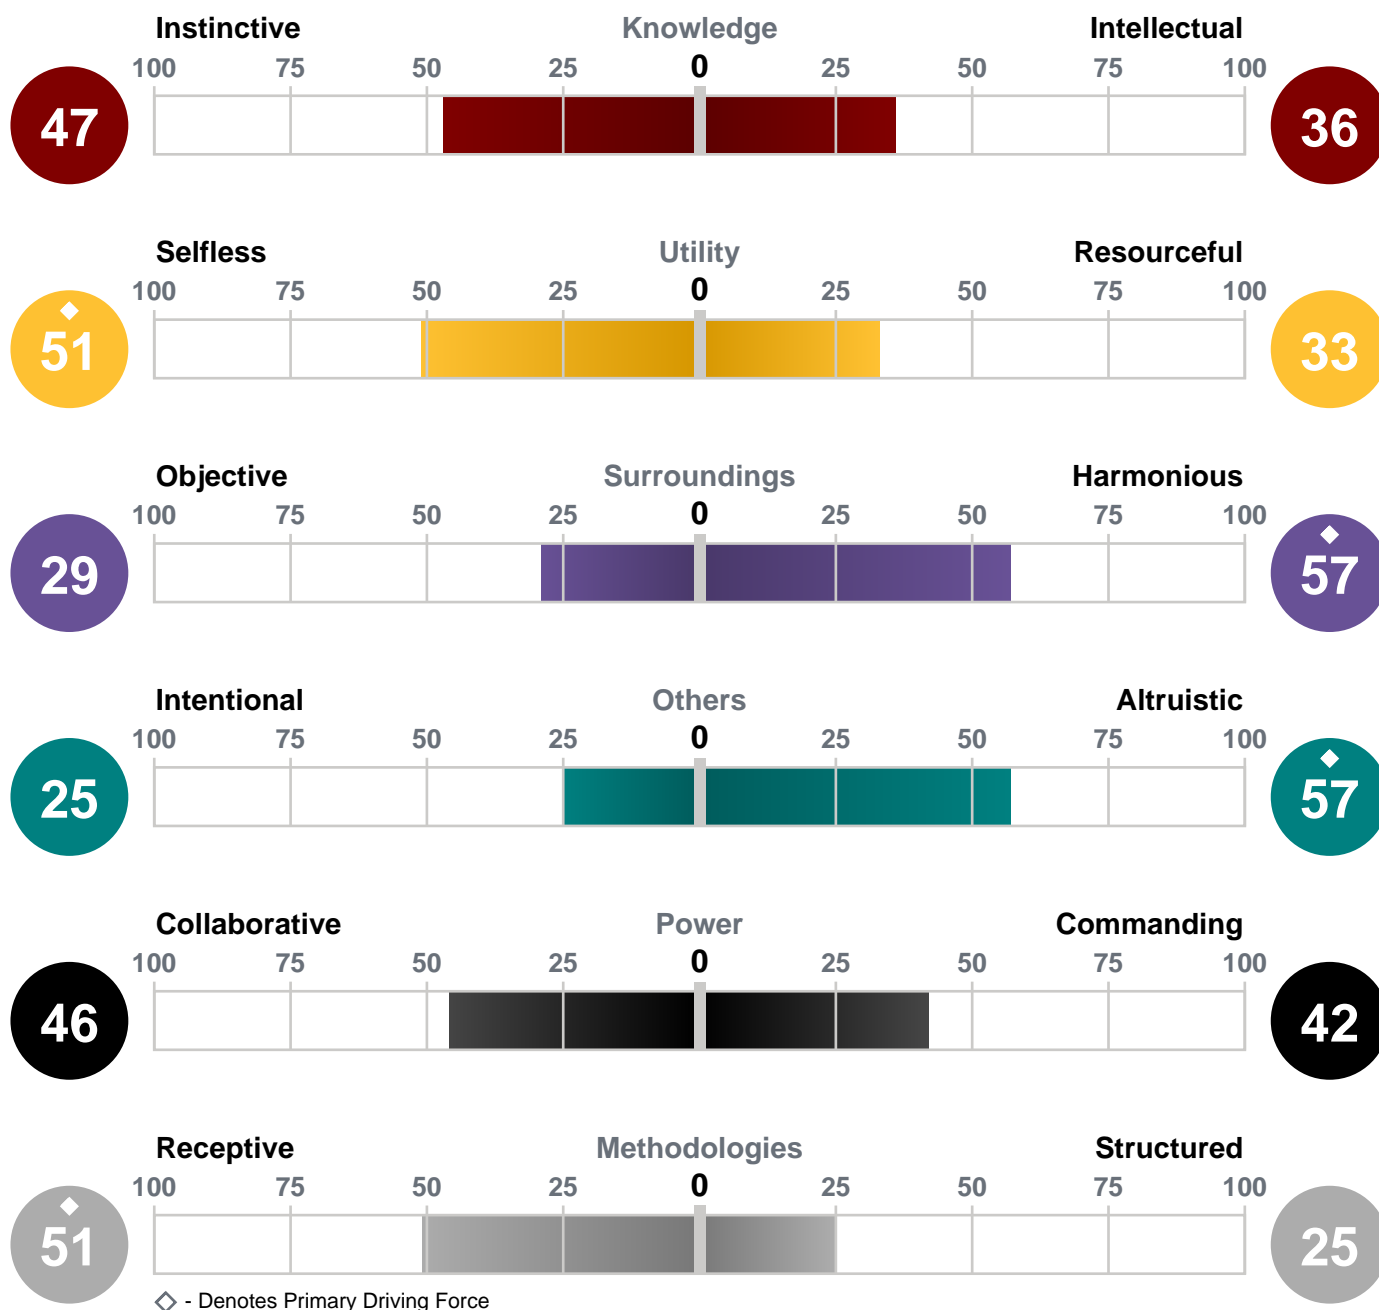 Instinctive Knowledge Intellectual
100 75 50 25 0 25 50 75 100
47 36
Selfless Utility Resourceful
100 75 50 25 0 25 50 75 100
51 33
Objective Surroundings Harmonious
100 75 50 25 0 25 50 75 100
29 57
Intentional Others Altruistic
100 75 50 25 0 25 50 75 100
25 57
Collaborative Power Commanding
100 75 50 25 0 25 50 75 100
46 42
Receptive Methodologies Structured
100 75 50 25 0 25 50 75 100
51 25
- Denotes Primary Driving Force